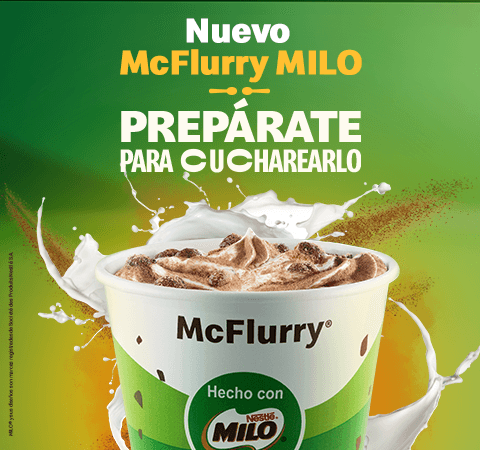 Nuevo
McFlurry MILO
PREPÁRATE
PARA CUCHAREARLO
McFlurry®
Hecho con
Nestlé
MILO